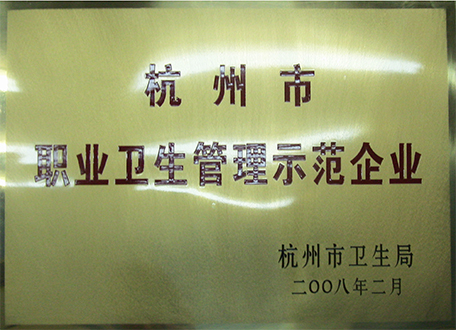 杭州市
职业卫生管理示范企业
杭州市卫生局
二〇〇八年二月